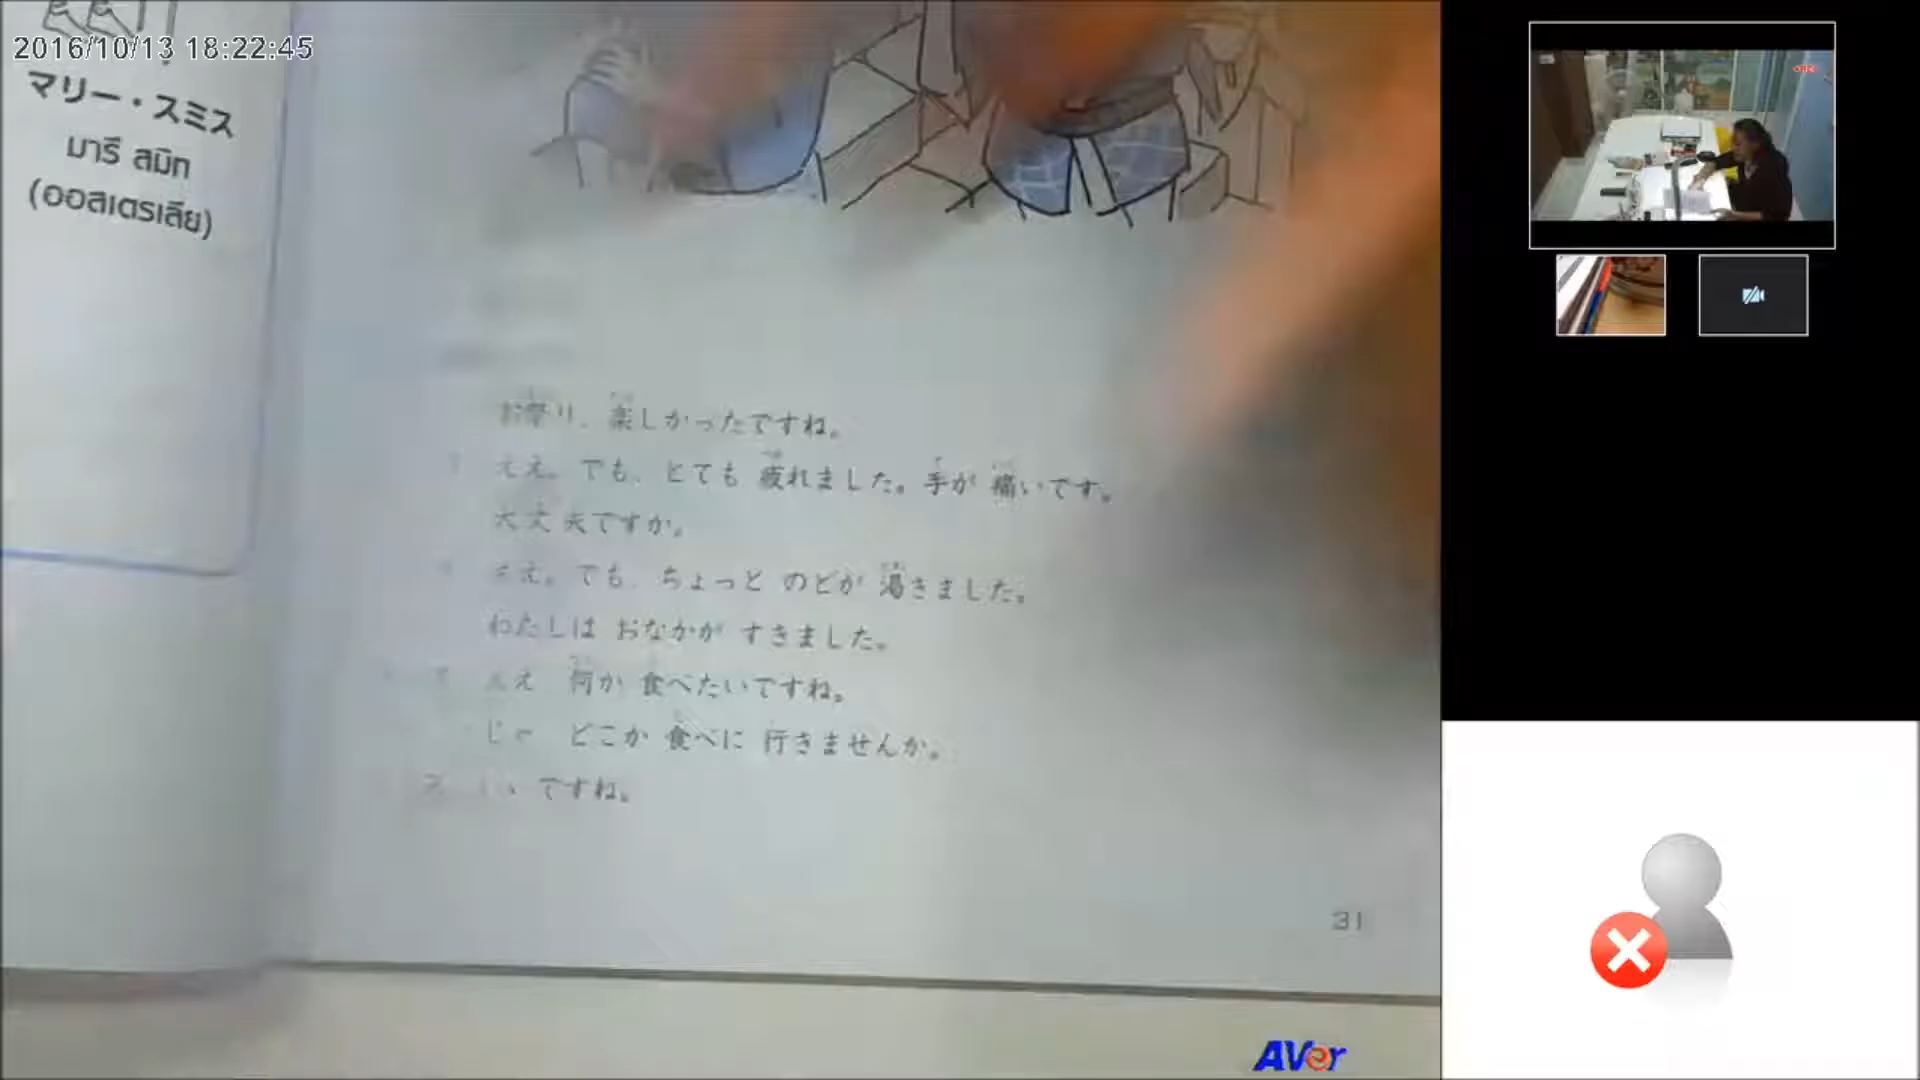 2016/10/13 18:22:45
マリー・スミス
มารี สมิท
(ออสเตรเลีย)
お祭り、楽しかったですね。
ええ。でも、とても 疲れました。手が 痛いです。
大丈夫ですか。
ええ。でも、ちょっと のどが 渇きました。
わたしは おなかが すきました。
ええ 何か 食べたいですね。
じゃ どこか 食べに 行きませんか。
ですね。
31
AVer